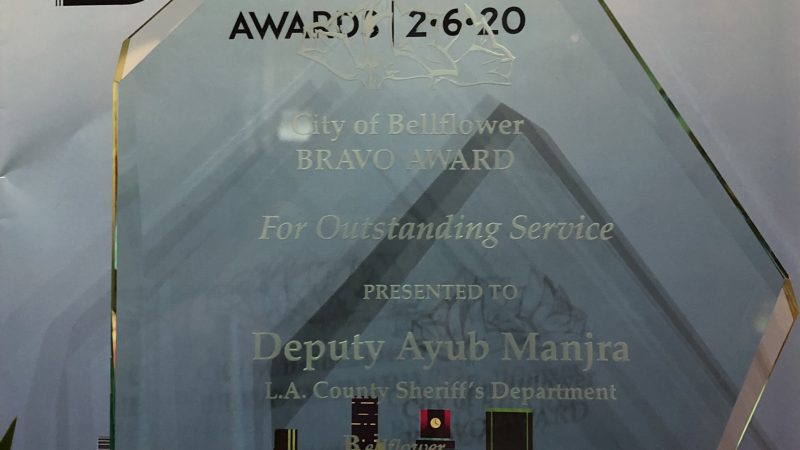 AWARDS | 2•6•20
City of Bellflower
BRAVO AWARD
For Outstanding Service
PRESENTED TO
Deputy Ayub Manjra
L.A. County Sheriff's Department
Bellflower